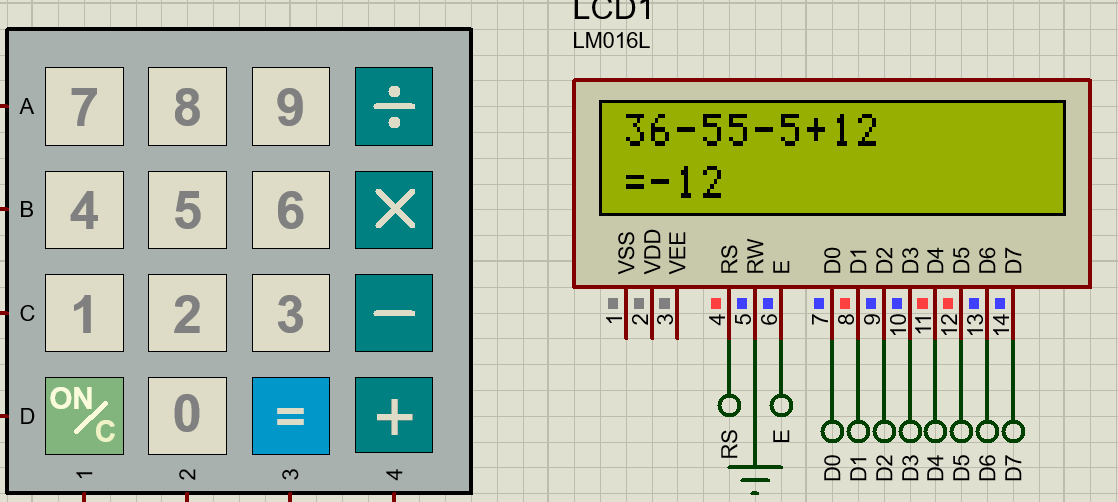 LCD1
LM016L
A 7 8 9 ÷
B 4 5 6 ×
C 1 2 3 −
D ON/C 0 = +
1 2 3 4
36-55-5+12
=-12
VSS VDD VEE RS RW E D0 D1 D2 D3 D4 D5 D6 D7
1 2 3 4 5 6 7 8 9 10 11 12 13 14
RS E D0 D1 D2 D3 D4 D5 D6 D7